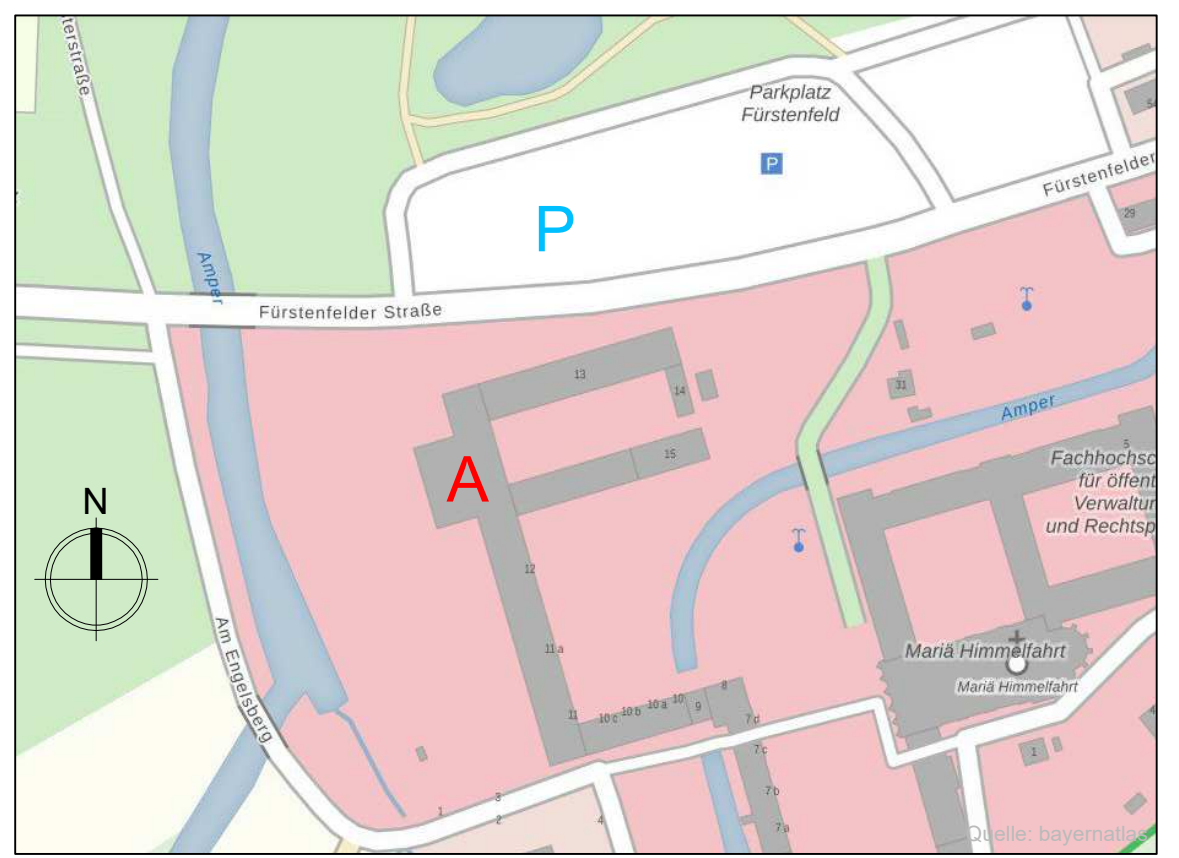 terstraße
Parkplatz
Fürstenfeld
P
P
Fürstenfelder
29
Amper
Fürstenfelder Straße
13
14
31
Amper
15
A
5
Fachhochsc
für öffent
Verwaltur
und Rechtsp
N
12
11 a
Am Engelsberg
Mariä Himmelfahrt
Mariä Himmelfahrt
8
10
10 a
10 b
10 c
9
11
7 d
7 c
1
7 b
3
1
2
4
7 a
4
Quelle: bayernatlas